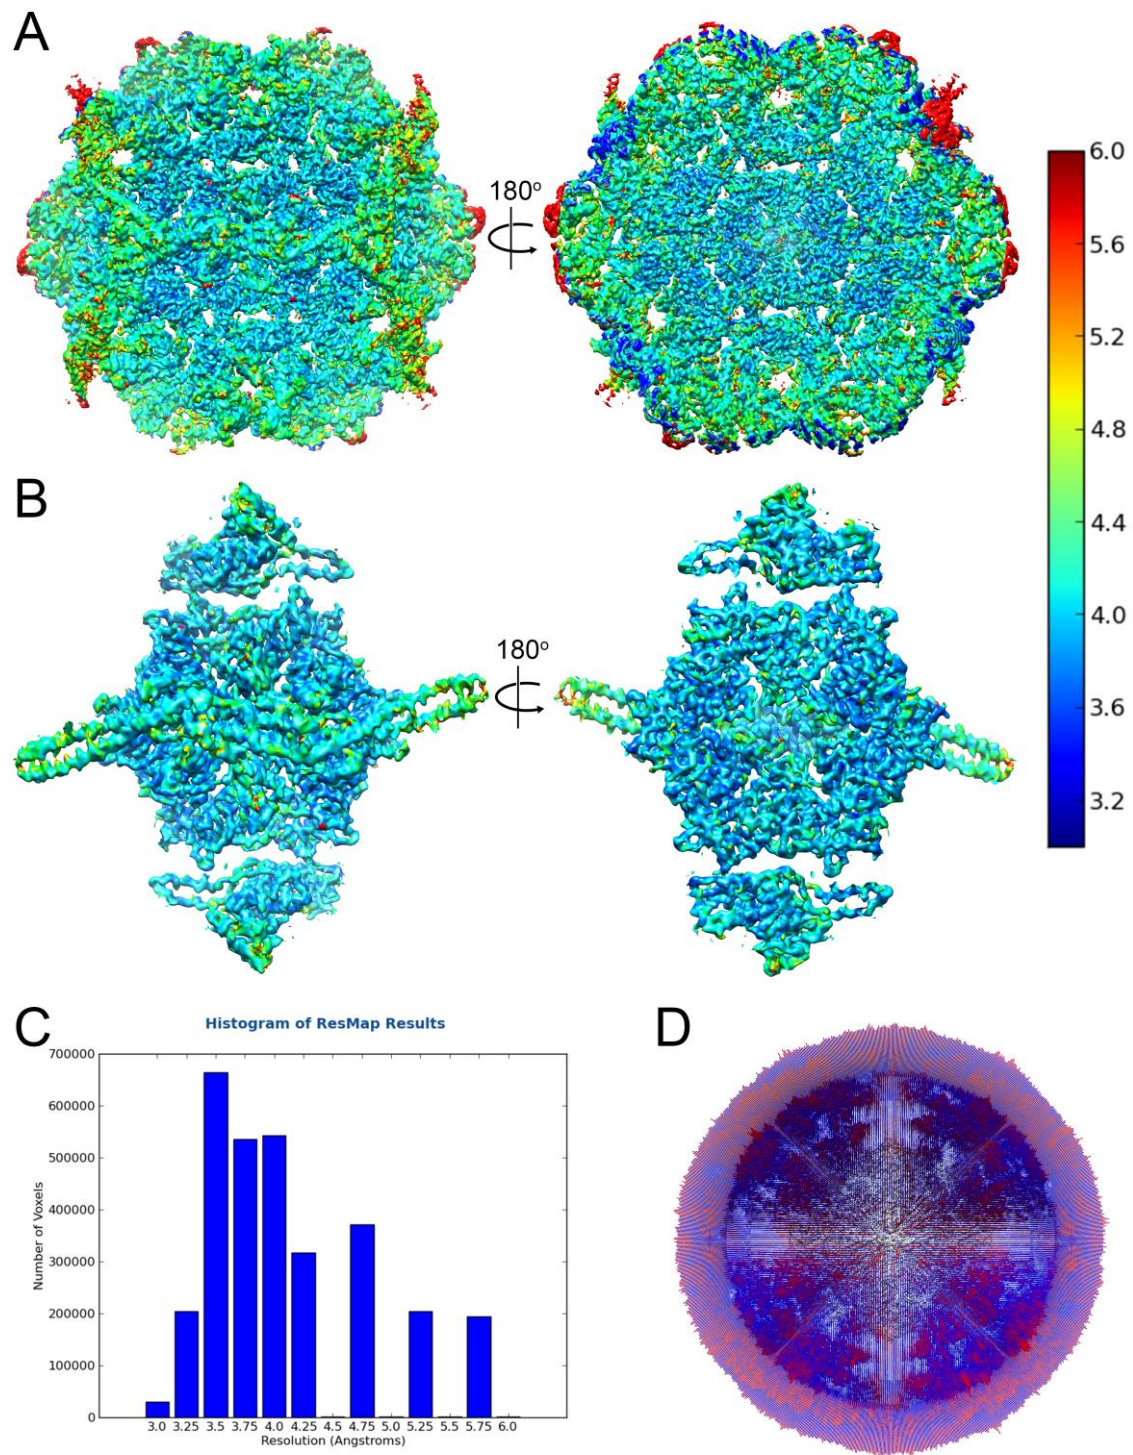 A
180o
6.0
5.6
5.2
4.8
4.4
4.0
3.6
3.2
B
180o
C
Histogram of ResMap Results
D
700000
600000
500000
400000
300000
200000
100000
0
Number of Voxels
3.0 3.25 3.5 3.75 4.0 4.25 4.5 4.75 5.0 5.25 5.5 5.75 6.0
Resolution (Angstroms)